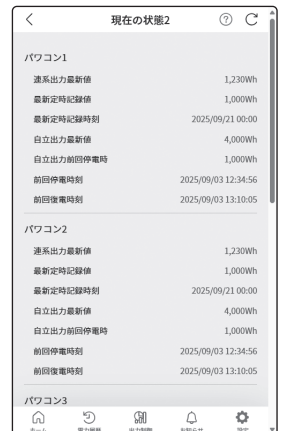 現在の状態2
パワコン1
連系出力最新値 1,230Wh
最新定時記録値 1,000Wh
最新定時記録時刻 2025/09/21 00:00
自立出力最新値 4,000Wh
自立出力前回停電時 1,000Wh
前回停電時刻 2025/09/03 12:34:56
前回復電時刻 2025/09/03 13:10:05
パワコン2
連系出力最新値 1,230Wh
最新定時記録値 1,000Wh
最新定時記録時刻 2025/09/21 00:00
自立出力最新値 4,000Wh
自立出力前回停電時 1,000Wh
前回停電時刻 2025/09/03 12:34:56
前回復電時刻 2025/09/03 13:10:05
パワコン3